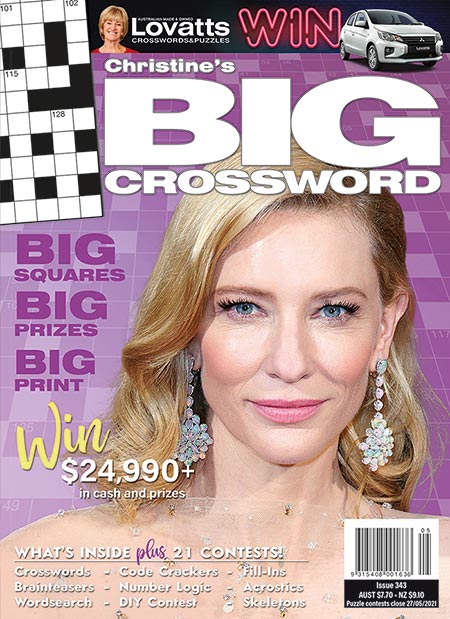 101
102
115
128
AUSTRALIAN MADE & OWNED
Lovatts
CROSSWORDS&PUZZLES
WIN
Lovatts
Christine's
BIG
CROSSWORD
BIG
SQUARES
BIG
PRIZES
BIG
PRINT
Win
$24,990+
in cash and prizes
WHAT'S INSIDE plus 21 CONTESTS!
Crosswords - Code Crackers - Fill-Ins
Brainteasers - Number Logic - Acrostics
Wordsearch - DIY Contest - Skeletons
05
9 315408 001636
Issue 343
AUST $7.70 • NZ $9.10
Puzzle contests close 27/05/2021